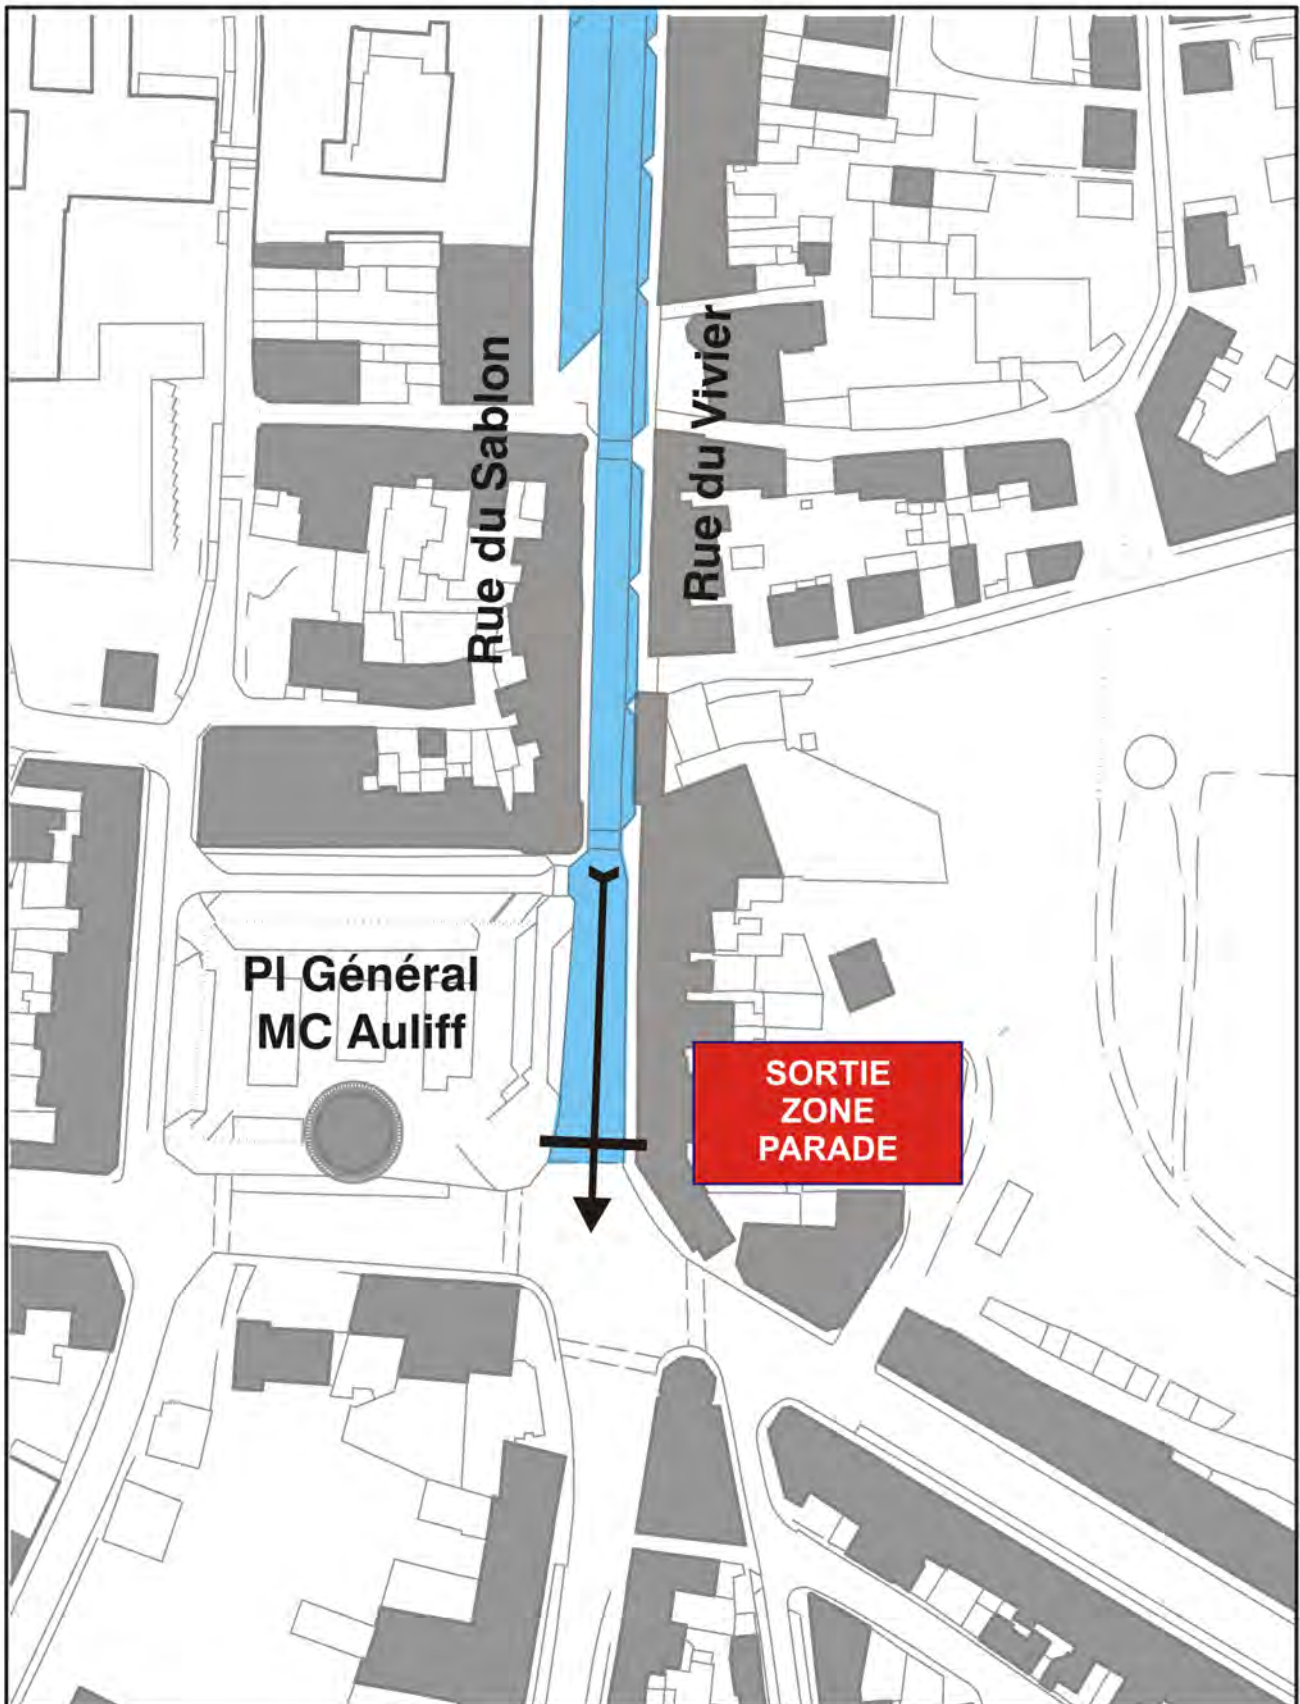 Rue du Sablon
Rue du Vivier
Pl Général
MC Auliff
SORTIE
ZONE
PARADE